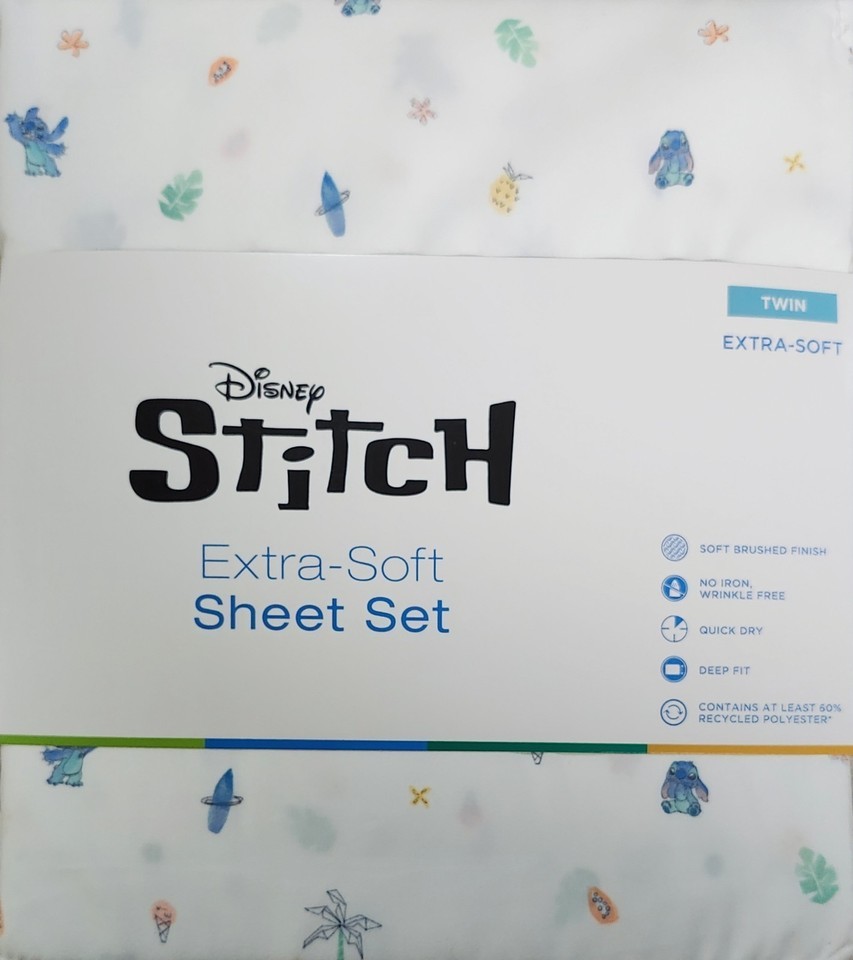 TWIN
EXTRA-SOFT
DISNEY
STitCH
Extra-Soft
Sheet Set
SOFT BRUSHED FINISH
NO IRON,
WRINKLE FREE
QUICK DRY
DEEP FIT
CONTAINS AT LEAST 60%
RECYCLED POLYESTER*